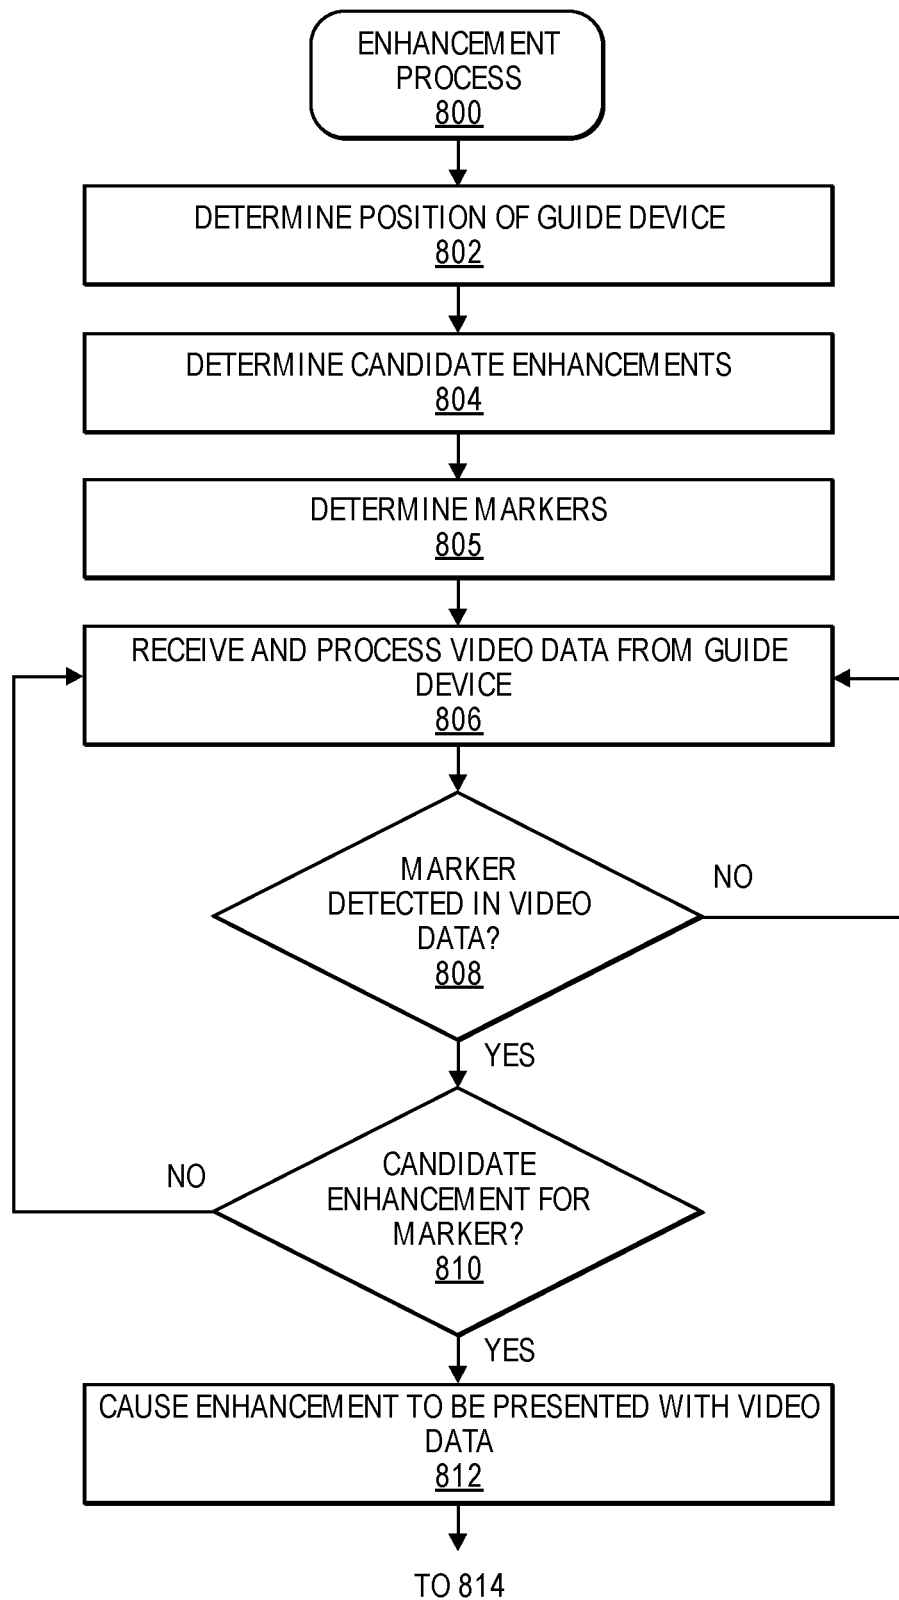 ENHANCEMENT
PROCESS
800
DETERMINE POSITION OF GUIDE DEVICE
802
DETERMINE CANDIDATE ENHANCEMENTS
804
DETERMINE MARKERS
805
RECEIVE AND PROCESS VIDEO DATA FROM GUIDE
DEVICE
806
MARKER
DETECTED IN VIDEO
DATA?
808
NO
YES
CANDIDATE
ENHANCEMENT FOR
MARKER?
810
NO
YES
CAUSE ENHANCEMENT TO BE PRESENTED WITH VIDEO
DATA
812
TO 814